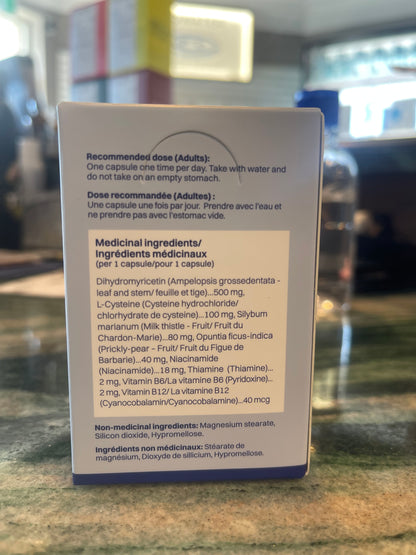 Recommended dose (Adults):
One capsule one time per day. Take with water and
do not take on an empty stomach.
Dose recommandée (Adultes) :
Une capsule une fois par jour. Prendre avec l'eau et
ne prendre pas avec l'estomac vide.
Medicinal ingredients/
Ingrédients médicinaux
(per 1 capsule/pour 1 capsule)
Dihydromyricetin (Ampelopsis grossedentata -
leaf and stem/ feuille et tige)...500 mg,
L-Cysteine (Cysteine hydrochloride/
chlorhydrate de cysteine)...100 mg, Silybum
marianum (Milk thistle - Fruit/ Fruit du
Chardon-Marie)...80 mg, Opuntia ficus-indica
(Prickly-pear - Fruit/ Fruit du Figue de
Barbarie)...40 mg, Niacinamide
(Niacinamide)...18 mg, Thiamine (Thiamine)...
2 mg, Vitamin B6/La vitamine B6 (Pyridoxine)...
2 mg, Vitamin B12/ La vitamine B12
(Cyanocobalamin/Cyanocobalamine)...40 mcg
Non-medicinal ingredients: Magnesium stearate,
Silicon dioxide, Hypromellose.
Ingrédients non médicinaux: Stéarate de
magnésium, Dioxyde de sillicium, Hypromellose.